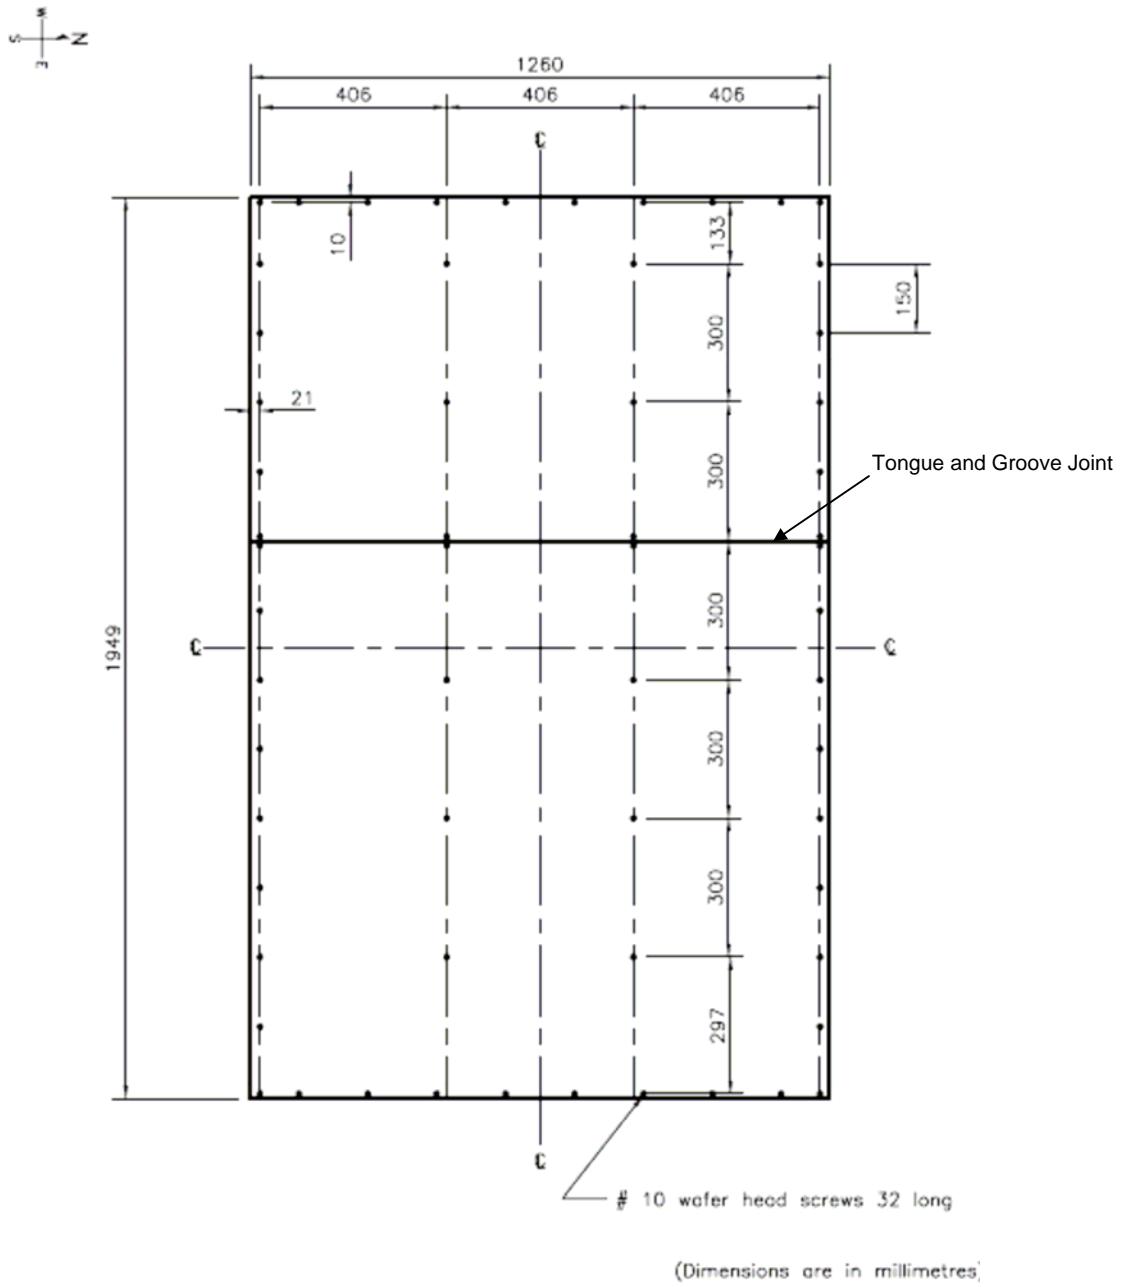 W
S N
E
1260
406 406 406
℄
10
133
150
300
21
300
Tongue and Groove Joint
300
1949
℄ ℄
300
300
297
℄
# 10 wafer head screws 32 long
(Dimensions are in millimetres)